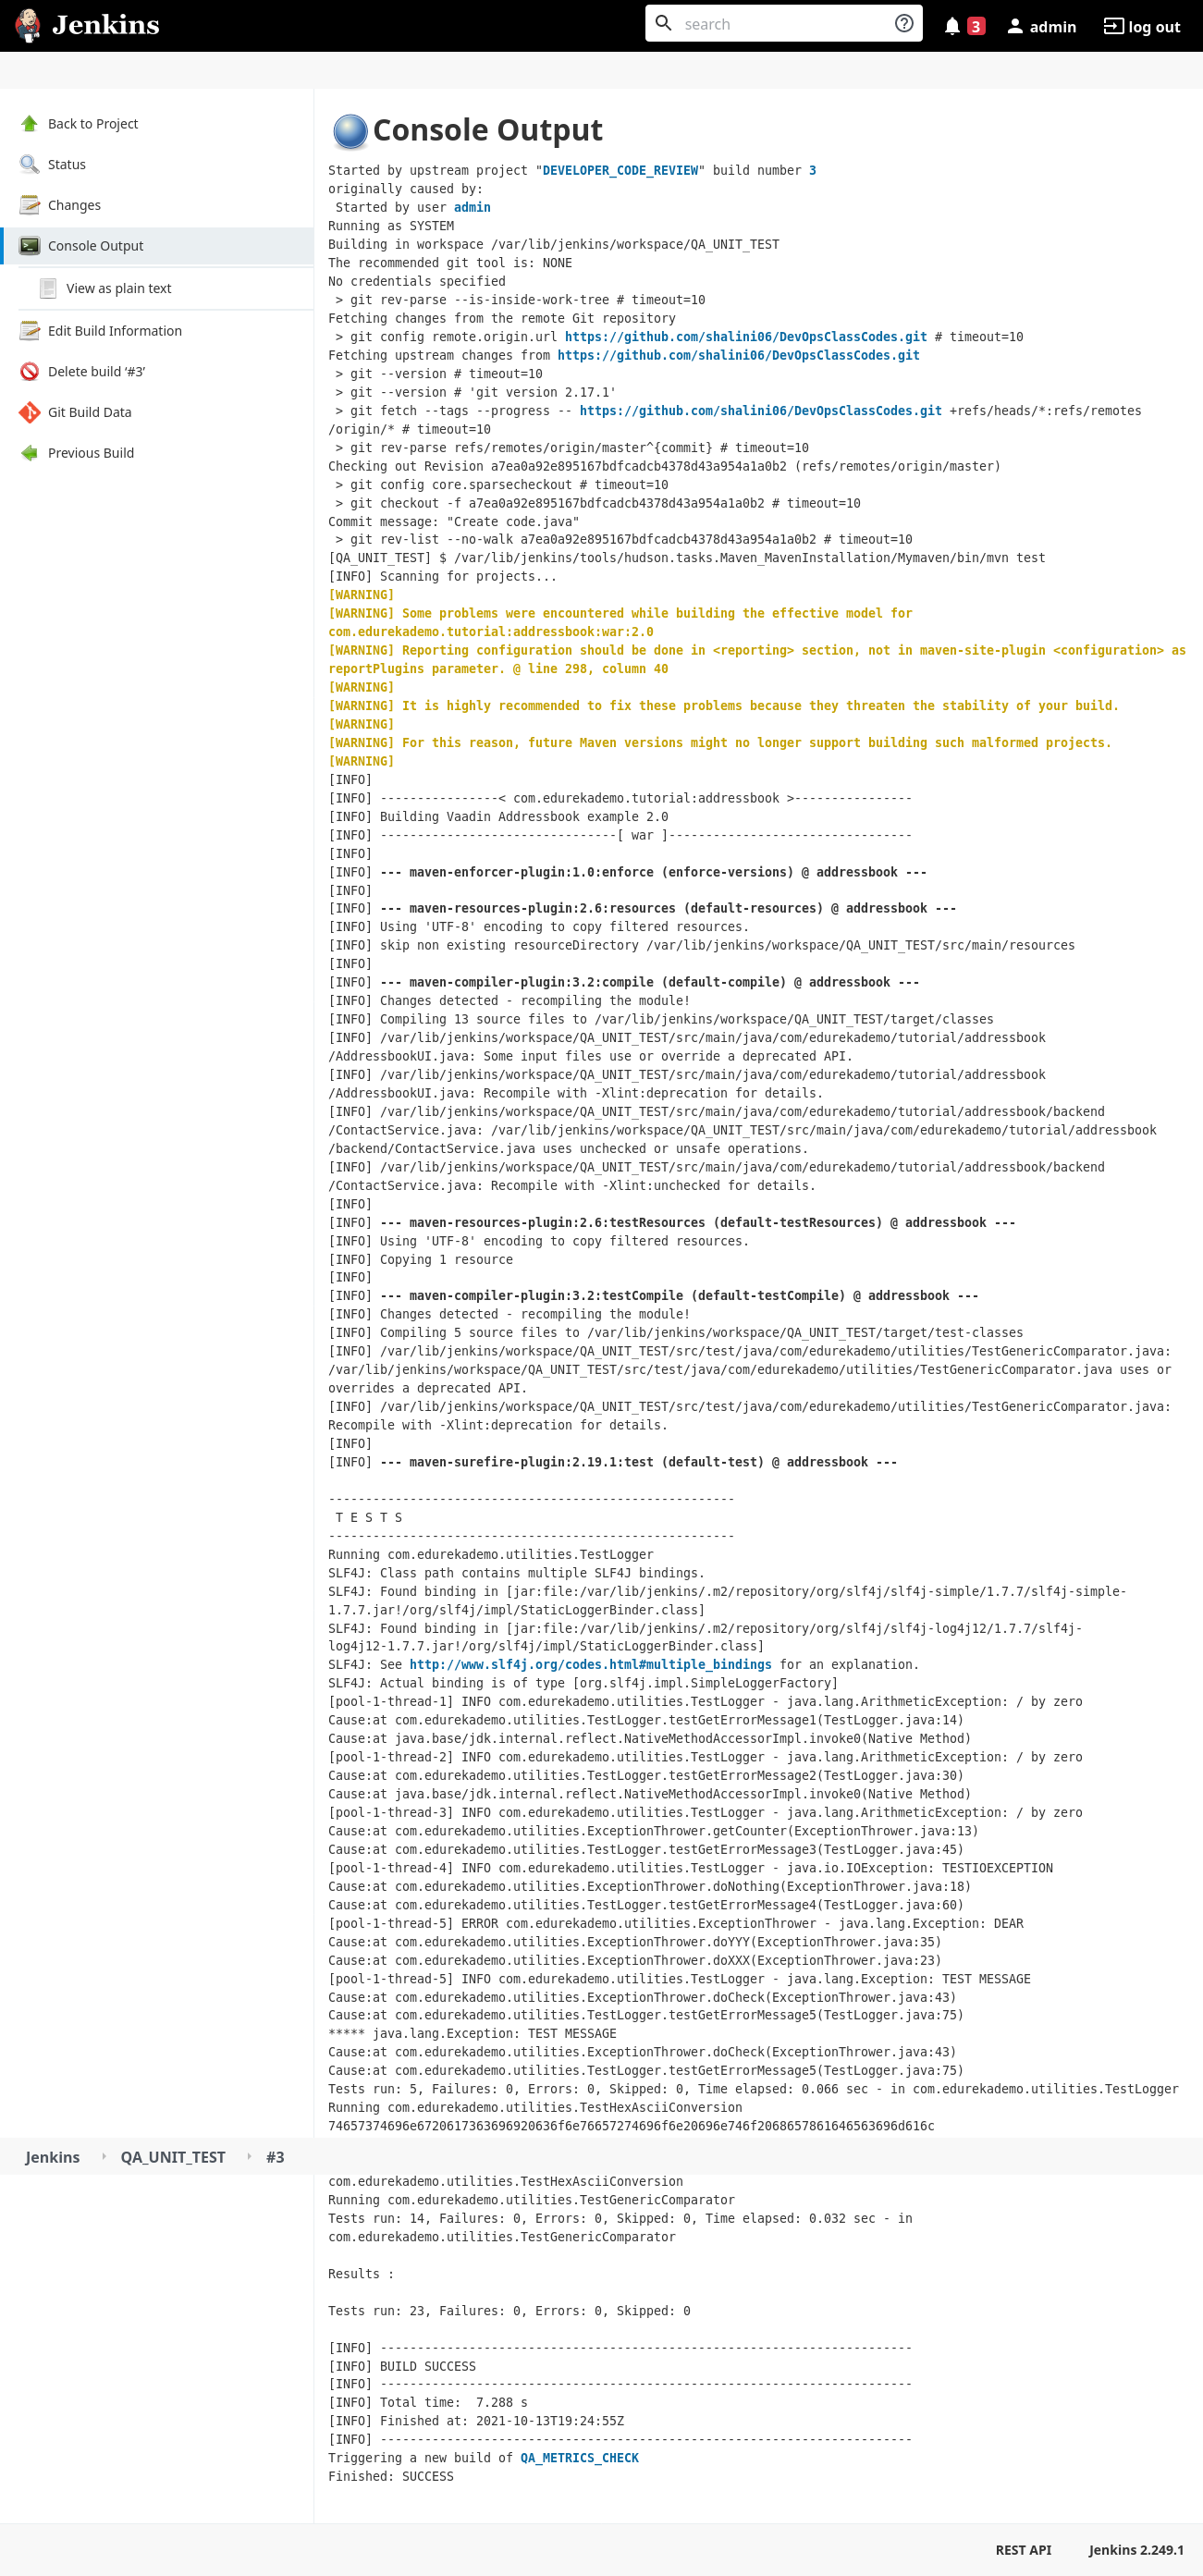 Jenkins
search
3
admin
log out
Back to Project
Status
Changes
Console Output
View as plain text
Edit Build Information
Delete build ‘#3’
Git Build Data
Previous Build
Console Output
Started by upstream project "DEVELOPER_CODE_REVIEW" build number 3
originally caused by:
 Started by user admin
Running as SYSTEM
Building in workspace /var/lib/jenkins/workspace/QA_UNIT_TEST
The recommended git tool is: NONE
No credentials specified
 > git rev-parse --is-inside-work-tree # timeout=10
Fetching changes from the remote Git repository
 > git config remote.origin.url https://github.com/shalini06/DevOpsClassCodes.git # timeout=10
Fetching upstream changes from https://github.com/shalini06/DevOpsClassCodes.git
 > git --version # timeout=10
 > git --version # 'git version 2.17.1'
 > git fetch --tags --progress -- https://github.com/shalini06/DevOpsClassCodes.git +refs/heads/*:refs/remotes
/origin/* # timeout=10
 > git rev-parse refs/remotes/origin/master^{commit} # timeout=10
Checking out Revision a7ea0a92e895167bdfcadcb4378d43a954a1a0b2 (refs/remotes/origin/master)
 > git config core.sparsecheckout # timeout=10
 > git checkout -f a7ea0a92e895167bdfcadcb4378d43a954a1a0b2 # timeout=10
Commit message: "Create code.java"
 > git rev-list --no-walk a7ea0a92e895167bdfcadcb4378d43a954a1a0b2 # timeout=10
[QA_UNIT_TEST] $ /var/lib/jenkins/tools/hudson.tasks.Maven_MavenInstallation/Mymaven/bin/mvn test
[INFO] Scanning for projects...
[WARNING]
[WARNING] Some problems were encountered while building the effective model for
com.edurekademo.tutorial:addressbook:war:2.0
[WARNING] Reporting configuration should be done in <reporting> section, not in maven-site-plugin <configuration> as
reportPlugins parameter. @ line 298, column 40
[WARNING]
[WARNING] It is highly recommended to fix these problems because they threaten the stability of your build.
[WARNING]
[WARNING] For this reason, future Maven versions might no longer support building such malformed projects.
[WARNING]
[INFO]
[INFO] ----------------< com.edurekademo.tutorial:addressbook >----------------
[INFO] Building Vaadin Addressbook example 2.0
[INFO] --------------------------------[ war ]---------------------------------
[INFO]
[INFO] --- maven-enforcer-plugin:1.0:enforce (enforce-versions) @ addressbook ---
[INFO]
[INFO] --- maven-resources-plugin:2.6:resources (default-resources) @ addressbook ---
[INFO] Using 'UTF-8' encoding to copy filtered resources.
[INFO] skip non existing resourceDirectory /var/lib/jenkins/workspace/QA_UNIT_TEST/src/main/resources
[INFO]
[INFO] --- maven-compiler-plugin:3.2:compile (default-compile) @ addressbook ---
[INFO] Changes detected - recompiling the module!
[INFO] Compiling 13 source files to /var/lib/jenkins/workspace/QA_UNIT_TEST/target/classes
[INFO] /var/lib/jenkins/workspace/QA_UNIT_TEST/src/main/java/com/edurekademo/tutorial/addressbook
/AddressbookUI.java: Some input files use or override a deprecated API.
[INFO] /var/lib/jenkins/workspace/QA_UNIT_TEST/src/main/java/com/edurekademo/tutorial/addressbook
/AddressbookUI.java: Recompile with -Xlint:deprecation for details.
[INFO] /var/lib/jenkins/workspace/QA_UNIT_TEST/src/main/java/com/edurekademo/tutorial/addressbook/backend
/ContactService.java: /var/lib/jenkins/workspace/QA_UNIT_TEST/src/main/java/com/edurekademo/tutorial/addressbook
/backend/ContactService.java uses unchecked or unsafe operations.
[INFO] /var/lib/jenkins/workspace/QA_UNIT_TEST/src/main/java/com/edurekademo/tutorial/addressbook/backend
/ContactService.java: Recompile with -Xlint:unchecked for details.
[INFO]
[INFO] --- maven-resources-plugin:2.6:testResources (default-testResources) @ addressbook ---
[INFO] Using 'UTF-8' encoding to copy filtered resources.
[INFO] Copying 1 resource
[INFO]
[INFO] --- maven-compiler-plugin:3.2:testCompile (default-testCompile) @ addressbook ---
[INFO] Changes detected - recompiling the module!
[INFO] Compiling 5 source files to /var/lib/jenkins/workspace/QA_UNIT_TEST/target/test-classes
[INFO] /var/lib/jenkins/workspace/QA_UNIT_TEST/src/test/java/com/edurekademo/utilities/TestGenericComparator.java:
/var/lib/jenkins/workspace/QA_UNIT_TEST/src/test/java/com/edurekademo/utilities/TestGenericComparator.java uses or
overrides a deprecated API.
[INFO] /var/lib/jenkins/workspace/QA_UNIT_TEST/src/test/java/com/edurekademo/utilities/TestGenericComparator.java:
Recompile with -Xlint:deprecation for details.
[INFO]
[INFO] --- maven-surefire-plugin:2.19.1:test (default-test) @ addressbook ---
-------------------------------------------------------
 T E S T S
-------------------------------------------------------
Running com.edurekademo.utilities.TestLogger
SLF4J: Class path contains multiple SLF4J bindings.
SLF4J: Found binding in [jar:file:/var/lib/jenkins/.m2/repository/org/slf4j/slf4j-simple/1.7.7/slf4j-simple-
1.7.7.jar!/org/slf4j/impl/StaticLoggerBinder.class]
SLF4J: Found binding in [jar:file:/var/lib/jenkins/.m2/repository/org/slf4j/slf4j-log4j12/1.7.7/slf4j-
log4j12-1.7.7.jar!/org/slf4j/impl/StaticLoggerBinder.class]
SLF4J: See http://www.slf4j.org/codes.html#multiple_bindings for an explanation.
SLF4J: Actual binding is of type [org.slf4j.impl.SimpleLoggerFactory]
[pool-1-thread-1] INFO com.edurekademo.utilities.TestLogger - java.lang.ArithmeticException: / by zero
Cause:at com.edurekademo.utilities.TestLogger.testGetErrorMessage1(TestLogger.java:14)
Cause:at java.base/jdk.internal.reflect.NativeMethodAccessorImpl.invoke0(Native Method)
[pool-1-thread-2] INFO com.edurekademo.utilities.TestLogger - java.lang.ArithmeticException: / by zero
Cause:at com.edurekademo.utilities.TestLogger.testGetErrorMessage2(TestLogger.java:30)
Cause:at java.base/jdk.internal.reflect.NativeMethodAccessorImpl.invoke0(Native Method)
[pool-1-thread-3] INFO com.edurekademo.utilities.TestLogger - java.lang.ArithmeticException: / by zero
Cause:at com.edurekademo.utilities.ExceptionThrower.getCounter(ExceptionThrower.java:13)
Cause:at com.edurekademo.utilities.TestLogger.testGetErrorMessage3(TestLogger.java:45)
[pool-1-thread-4] INFO com.edurekademo.utilities.TestLogger - java.io.IOException: TESTIOEXCEPTION
Cause:at com.edurekademo.utilities.ExceptionThrower.doNothing(ExceptionThrower.java:18)
Cause:at com.edurekademo.utilities.TestLogger.testGetErrorMessage4(TestLogger.java:60)
[pool-1-thread-5] ERROR com.edurekademo.utilities.ExceptionThrower - java.lang.Exception: DEAR
Cause:at com.edurekademo.utilities.ExceptionThrower.doYYY(ExceptionThrower.java:35)
Cause:at com.edurekademo.utilities.ExceptionThrower.doXXX(ExceptionThrower.java:23)
[pool-1-thread-5] INFO com.edurekademo.utilities.TestLogger - java.lang.Exception: TEST MESSAGE
Cause:at com.edurekademo.utilities.ExceptionThrower.doCheck(ExceptionThrower.java:43)
Cause:at com.edurekademo.utilities.TestLogger.testGetErrorMessage5(TestLogger.java:75)
***** java.lang.Exception: TEST MESSAGE
Cause:at com.edurekademo.utilities.ExceptionThrower.doCheck(ExceptionThrower.java:43)
Cause:at com.edurekademo.utilities.TestLogger.testGetErrorMessage5(TestLogger.java:75)
Tests run: 5, Failures: 0, Errors: 0, Skipped: 0, Time elapsed: 0.066 sec - in com.edurekademo.utilities.TestLogger
Running com.edurekademo.utilities.TestHexAsciiConversion
74657374696e6720617363696920636f6e76657274696f6e20696e746f2068657861646563696d616c
Jenkins
QA_UNIT_TEST
#3
com.edurekademo.utilities.TestHexAsciiConversion
Running com.edurekademo.utilities.TestGenericComparator
Tests run: 14, Failures: 0, Errors: 0, Skipped: 0, Time elapsed: 0.032 sec - in
com.edurekademo.utilities.TestGenericComparator
Results :
Tests run: 23, Failures: 0, Errors: 0, Skipped: 0
[INFO] ------------------------------------------------------------------------
[INFO] BUILD SUCCESS
[INFO] ------------------------------------------------------------------------
[INFO] Total time:  7.288 s
[INFO] Finished at: 2021-10-13T19:24:55Z
[INFO] ------------------------------------------------------------------------
Triggering a new build of QA_METRICS_CHECK
Finished: SUCCESS
REST API
Jenkins 2.249.1